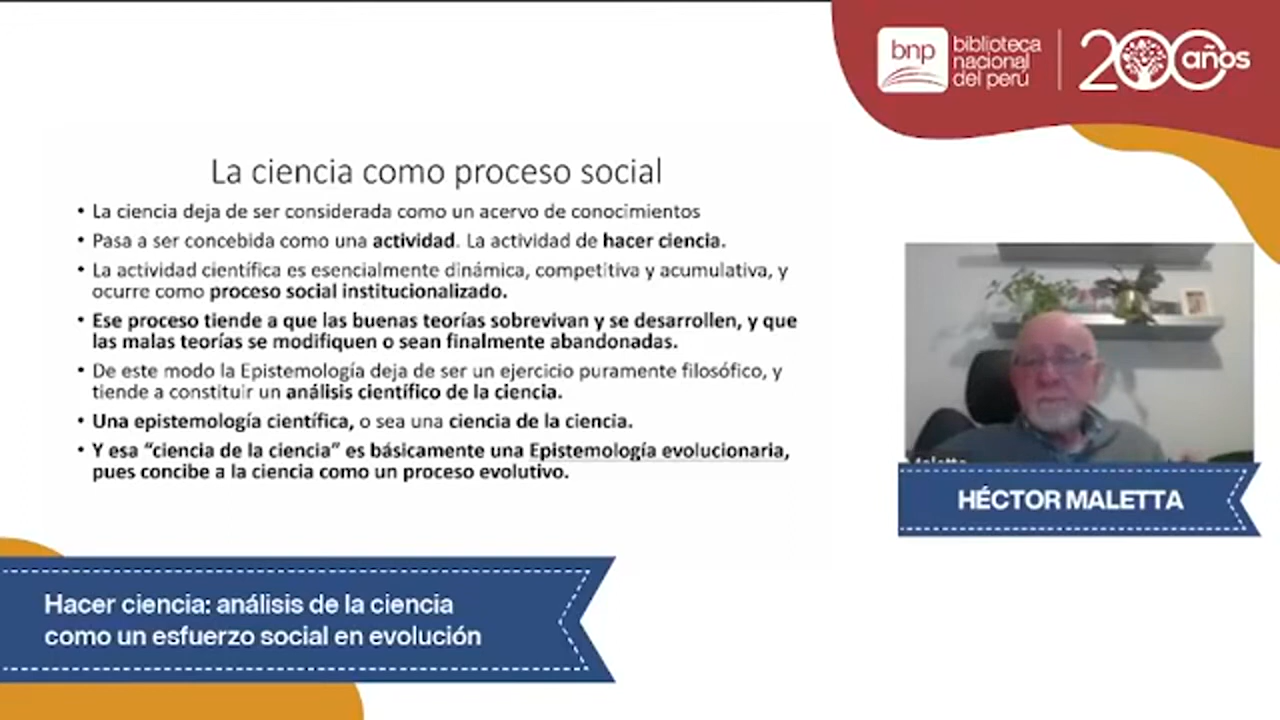 bnp
biblioteca
nacional
del perú
200 años
La ciencia como proceso social
• La ciencia deja de ser considerada como un acervo de conocimientos
• Pasa a ser concebida como una actividad. La actividad de hacer ciencia.
• La actividad científica es esencialmente dinámica, competitiva y acumulativa, y
ocurre como proceso social institucionalizado.
• Ese proceso tiende a que las buenas teorías sobrevivan y se desarrollen, y que
las malas teorías se modifiquen o sean finalmente abandonadas.
• De este modo la Epistemología deja de ser un ejercicio puramente filosófico, y
tiende a constituir un análisis científico de la ciencia.
• Una epistemología científica, o sea una ciencia de la ciencia.
• Y esa “ciencia de la ciencia” es básicamente una Epistemología evolucionaria,
pues concibe a la ciencia como un proceso evolutivo.
HÉCTOR MALETTA
Hacer ciencia: análisis de la ciencia
como un esfuerzo social en evolución